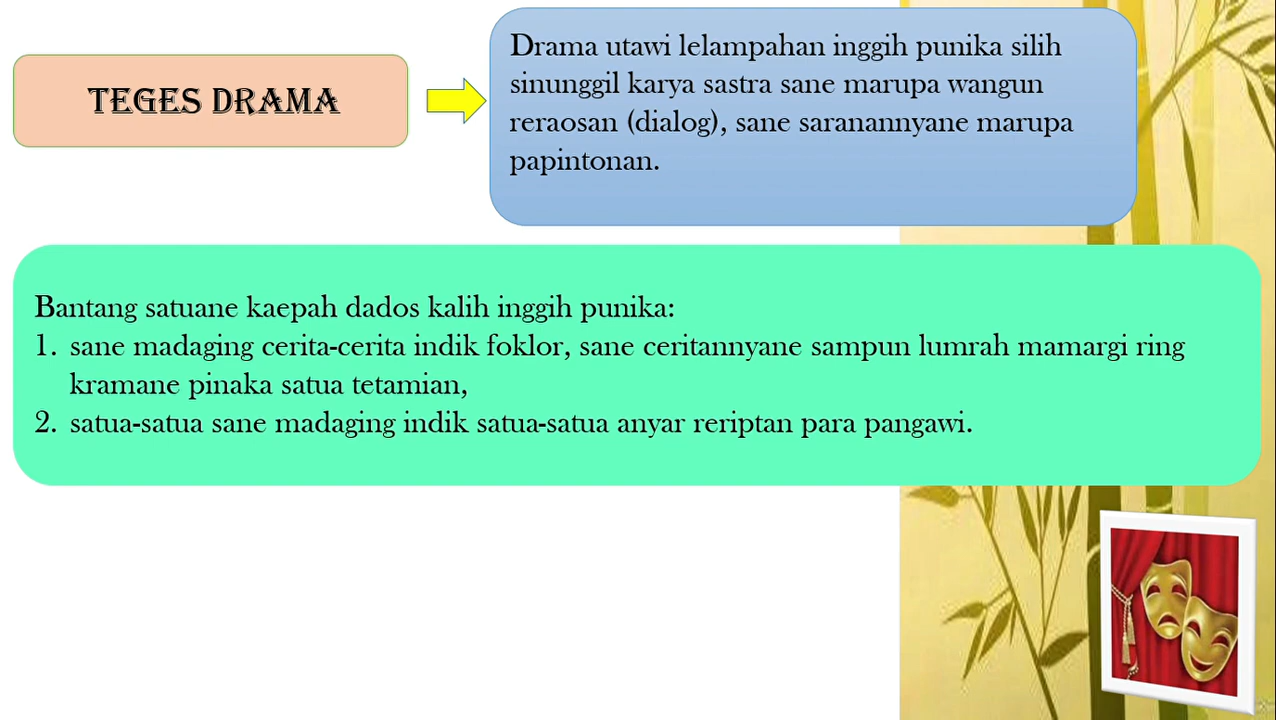 TEGES DRAMA
Drama utawi lelampahan inggih punika silih
sinunggil karya sastra sane marupa wangun
reraosan (dialog), sane saranannyane marupa
papintonan.
Bantang satuane kaepah dados kalih inggih punika:
1. sane madaging cerita-cerita indik foklor, sane ceritannyane sampun lumrah mamargi ring
kramane pinaka satua tetamian,
2. satua-satua sane madaging indik satua-satua anyar reriptan para pangawi.